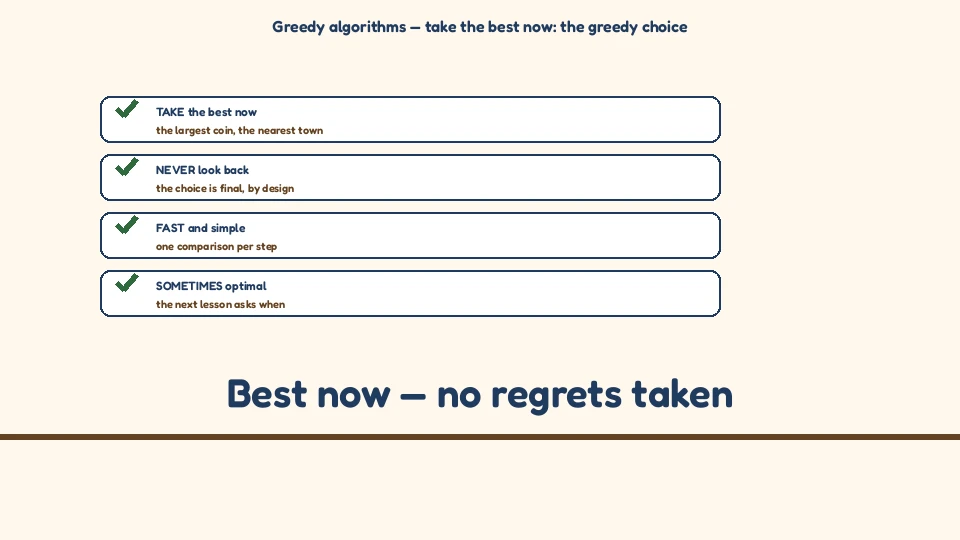 Greedy algorithms — take the best now: the greedy choice
TAKE the best now
the largest coin, the nearest town
NEVER look back
the choice is final, by design
FAST and simple
one comparison per step
SOMETIMES optimal
the next lesson asks when
Best now — no regrets taken